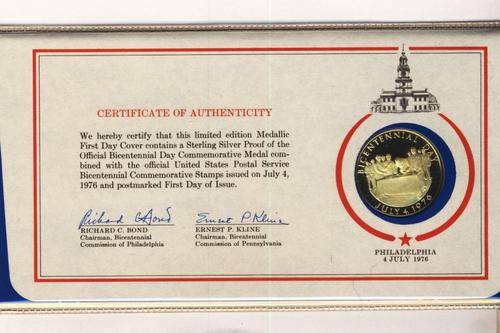 CERTIFICATE OF AUTHENTICITY
We hereby certify that this limited edition Medallic
First Day Cover contains a Sterling Silver Proof of the
Official Bicentennial Day Commemorative Medal com-
bined with the official United States Postal Service
Bicentennial Commemorative Stamps issued on July 4,
1976 and postmarked First Day of Issue.
Richard C Bond
Ernest P. Kline
RICHARD C. BOND
Chairman, Bicentennial
Commission of Philadelphia
ERNEST P. KLINE
Chairman, Bicentennial
Commission of Pennsylvania
BICENTENNIAL DAY
JULY 4, 1976
PHILADELPHIA
4 JULY 1976